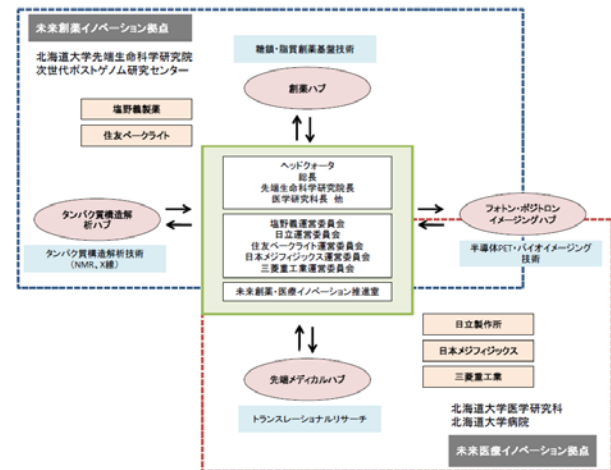 未来創薬イノベーション拠点
北海道大学先端生命科学研究院
次世代ポストゲノム研究センター
塩野義製薬
住友ベークライト
糖鎖・脂質創薬基盤技術
創薬ハブ
ヘッドウォータ
総長
先端生命科学研究院長
医学研究科長 他
塩野義運営委員会
日立運営委員会
住友ベークライト運営委員会
日本メジフィジックス運営委員会
三菱重工業運営委員会
未来創薬・医療イノベーション推進室
タンパク質構造解
析ハブ
タンパク質構造解析技術
(NMR、X線)
フォトン・ポジトロン
イメージングハブ
半導体PET・バイオイメージング
技術
先端メディカルハブ
トランスレーショナルリサーチ
日立製作所
日本メジフィジックス
三菱重工業
北海道大学医学研究科
北海道大学病院
未来医療イノベーション拠点